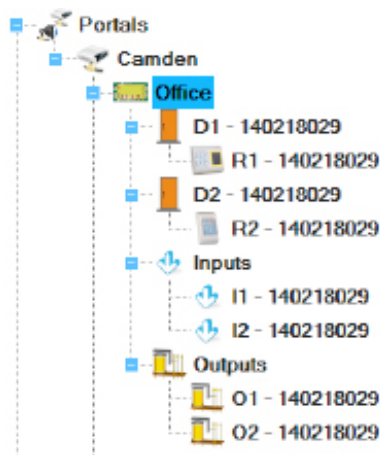 Portals
Camden
Office
D1 - 140218029
R1 - 140218029
D2 - 140218029
R2 - 140218029
Inputs
I1 - 140218029
I2 - 140218029
Outputs
O1 - 140218029
O2 - 140218029